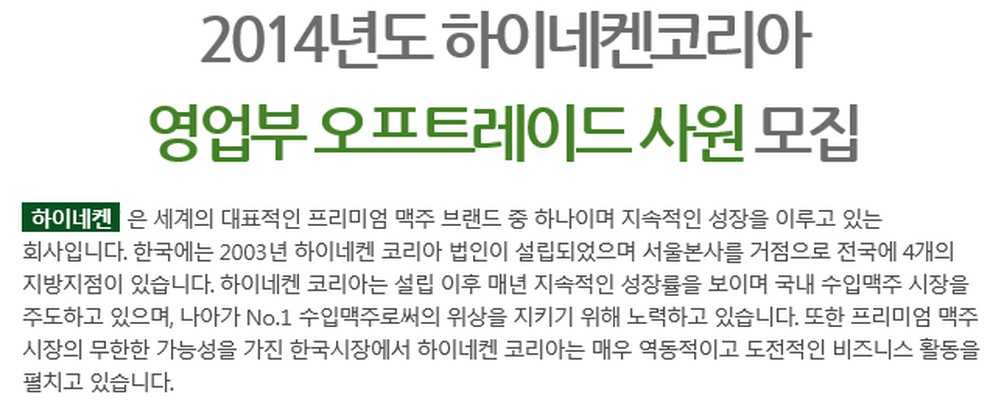 2014년도 하이네켄코리아
영업부 오프트레이드 사원 모집
하이네켄 은 세계의 대표적인 프리미엄 맥주 브랜드 중 하나이며 지속적인 성장을 이루고 있는
회사입니다. 한국에는 2003년 하이네켄 코리아 법인이 설립되었으며 서울본사를 거점으로 전국에 4개의
지방지점이 있습니다. 하이네켄 코리아는 설립 이후 매년 지속적인 성장률을 보이며 국내 수입맥주 시장을
주도하고 있으며, 나아가 No.1 수입맥주로써의 위상을 지키기 위해 노력하고 있습니다. 또한 프리미엄 맥주
시장의 무한한 가능성을 가진 한국시장에서 하이네켄 코리아는 매우 역동적이고 도전적인 비즈니스 활동을
펼치고 있습니다.